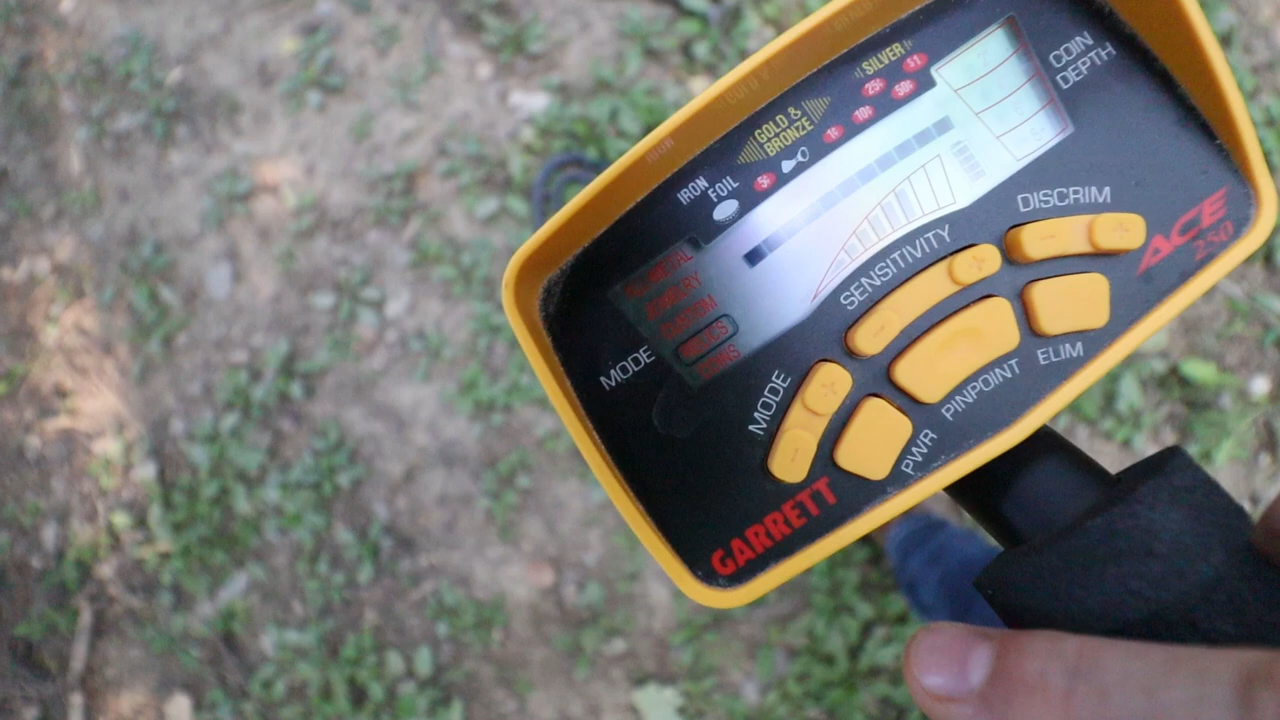 SILVER
$1
25¢
50¢
GOLD &
BRONZE
10¢
1¢
5¢
IRON
FOIL
COIN
DEPTH
METAL
JEWELRY
CUSTOM
RELICS
COINS
MODE
SENSITIVITY
DISCRIM
MODE
PWR
PINPOINT
ELIM
ACE
250
GARRETT